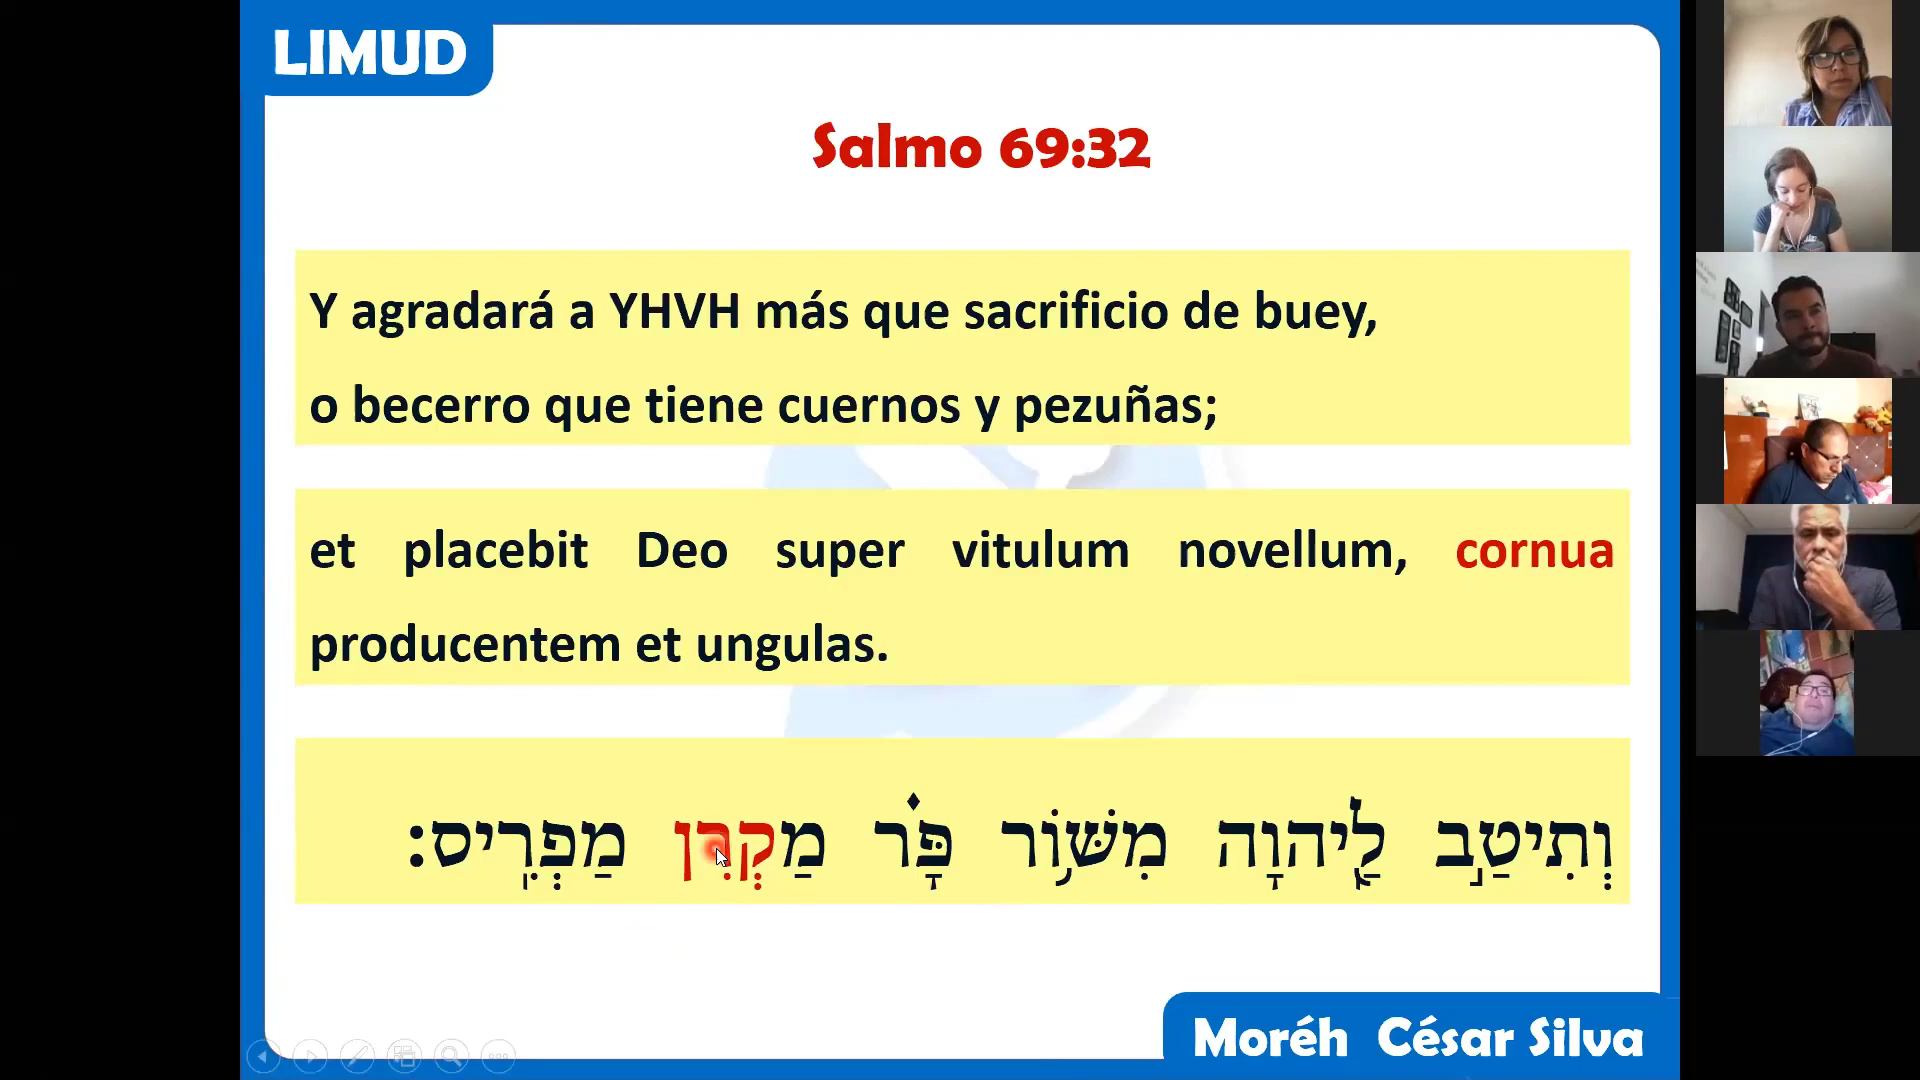 LIMUD
Salmo 69:32
Y agradará a YHVH más que sacrificio de buey,
o becerro que tiene cuernos y pezuñas;
et placebit Deo super vitulum novellum, cornua
producentem et ungulas.
וְתִיטַ֣ב לַֽ֭יהוָה מִשּׁ֥וֹר פָּ֗ר מַקְרִ֥ן מַפְרִֽיס׃
Moréh César Silva